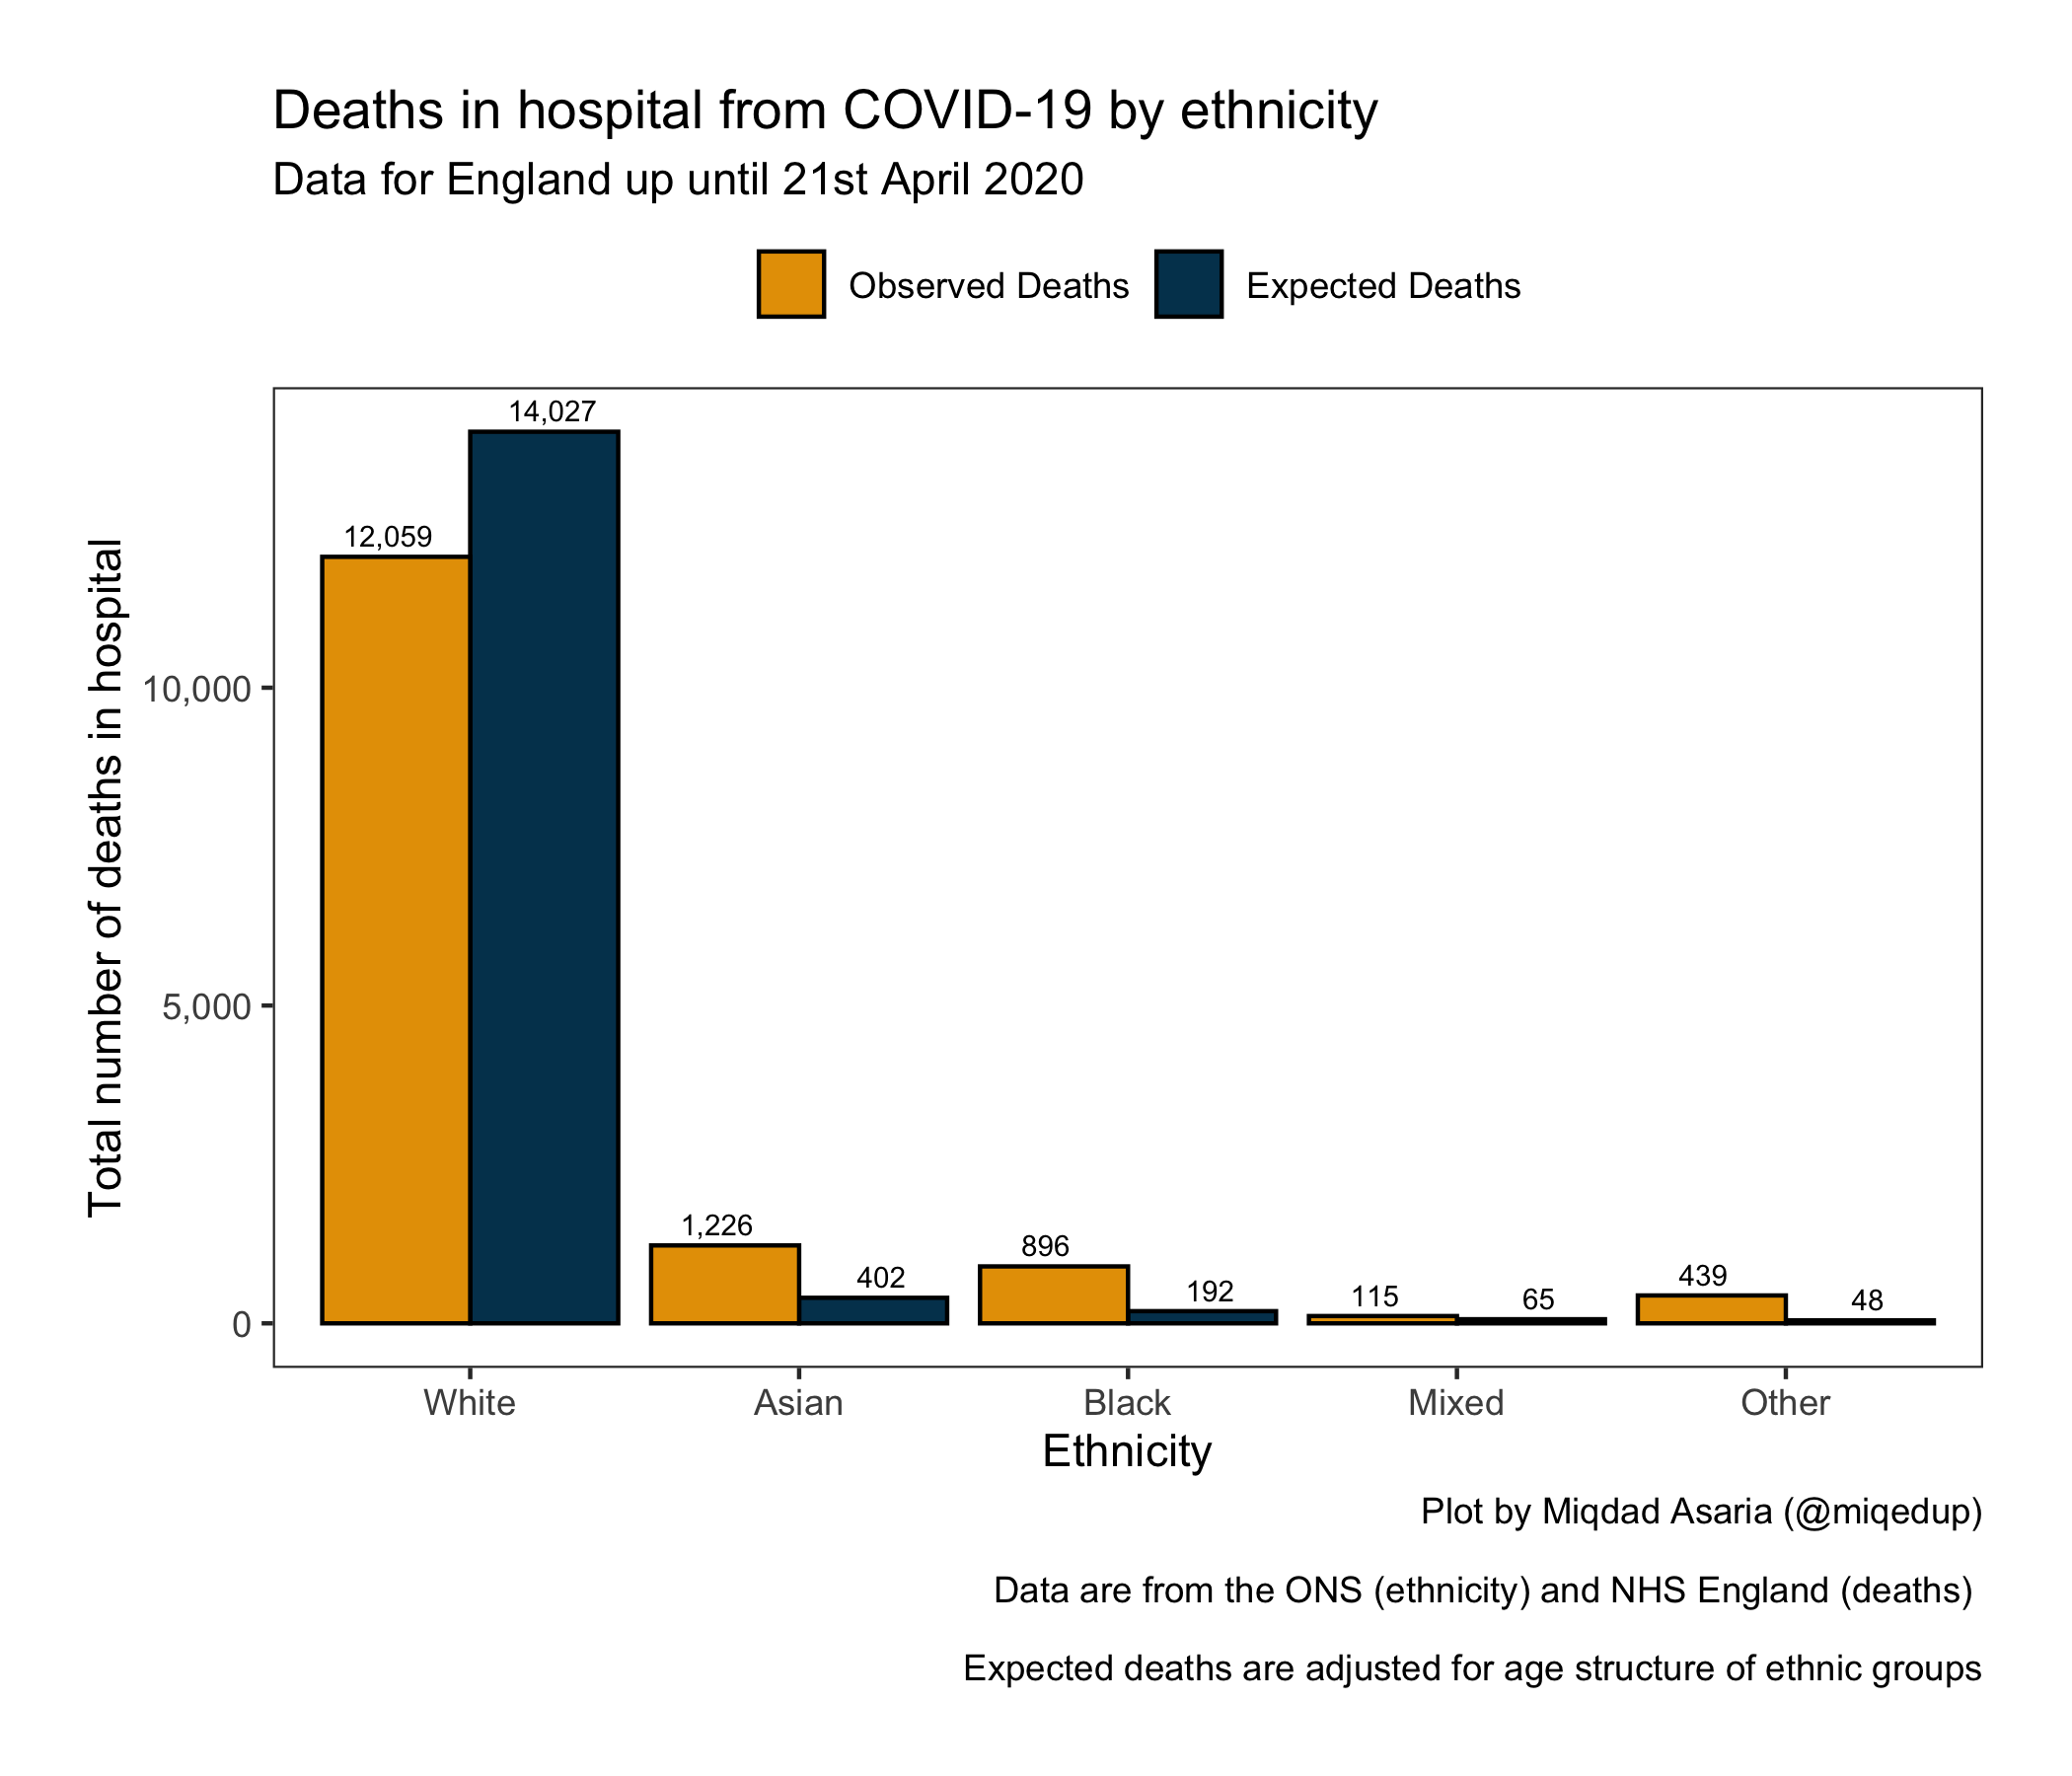 Deaths in hospital from COVID-19 by ethnicity
Data for England up until 21st April 2020
Observed Deaths
Expected Deaths
Total number of deaths in hospital
10,000
5,000
0
12,059
14,027
1,226
402
896
192
115
65
439
48
White
Asian
Black
Mixed
Other
Ethnicity
Plot by Miqdad Asaria (@miqedup)
Data are from the ONS (ethnicity) and NHS England (deaths)
Expected deaths are adjusted for age structure of ethnic groups